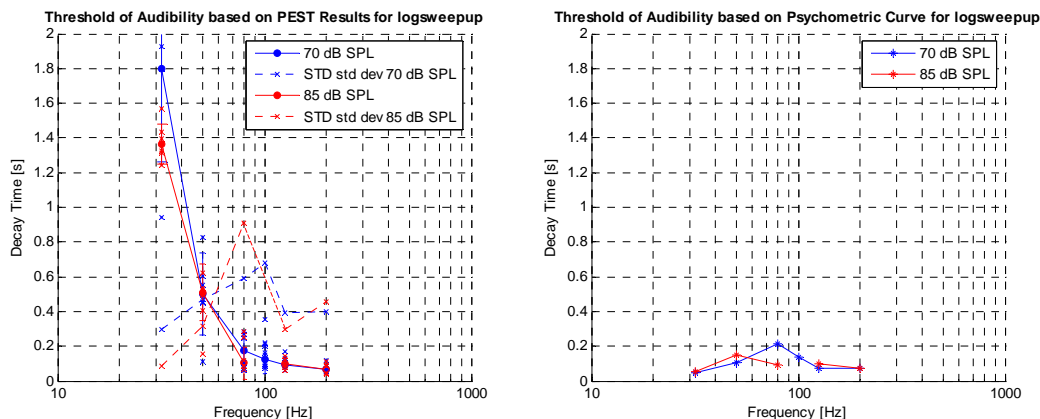 Threshold of Audibility based on PEST Results for logsweepup
2
1.8
1.6
1.4
1.2
1
0.8
0.6
0.4
0.2
0
Decay Time [s]
10
100
1000
Frequency [Hz]
70 dB SPL
STD std dev 70 dB SPL
85 dB SPL
STD std dev 85 dB SPL
Threshold of Audibility based on Psychometric Curve for logsweepup
2
1.8
1.6
1.4
1.2
1
0.8
0.6
0.4
0.2
0
Decay Time [s]
10
100
1000
Frequency [Hz]
70 dB SPL
85 dB SPL